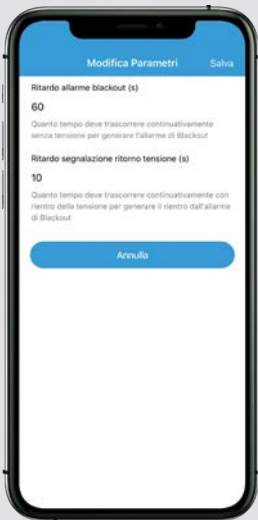 Modifica Parametri Salva
Ritardo allarme blackout (s)
60
Quanto tempo deve trascorrere continuativamente
senza tensione per generare l'allarme di Blackout
Ritardo segnalazione ritorno tensione (s)
10
Quanto tempo deve trascorrere continuativamente con
rientro della tensione per generare il rientro dall'allarme
di Blackout
Annulla